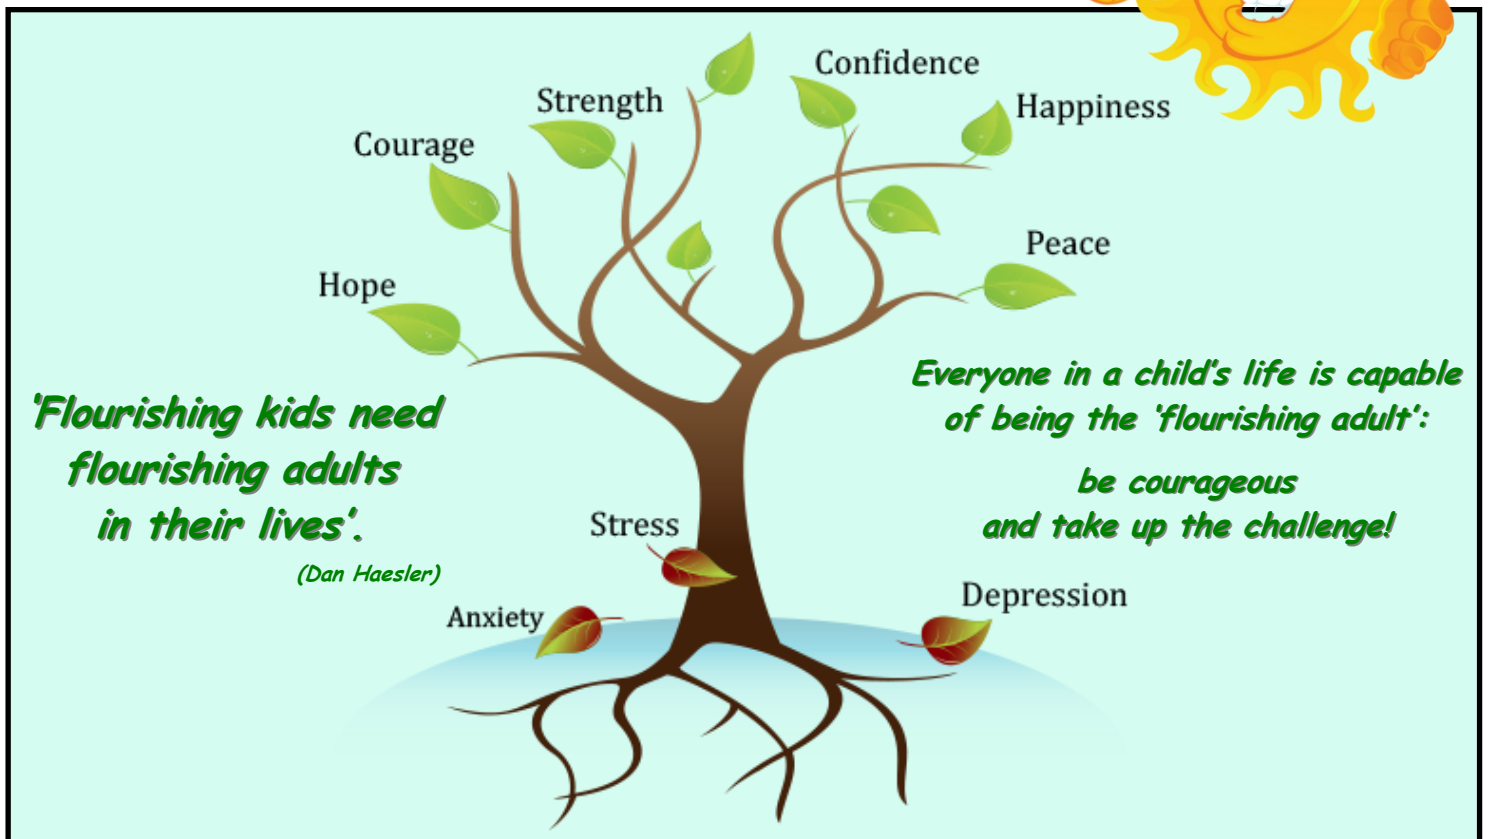 Confidence
Strength
Happiness
Courage
Peace
Hope
'Flourishing kids need
flourishing adults
in their lives'.
(Dan Haesler)
Everyone in a child's life is capable
of being the 'flourishing adult':
be courageous
and take up the challenge!
Stress
Depression
Anxiety